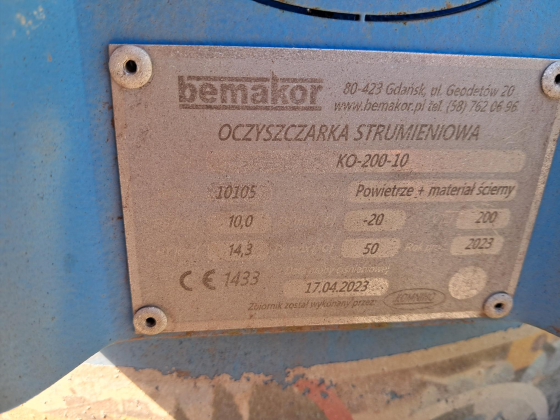 bemakor
80-423 Gdańsk, ul. Geodetów 20
www.bemakor.pl tel. (58) 762 06 96
OCZYSZCZARKA STRUMIENIOWA
KO-200-10
10105 Powietrze + materiał ścierny
10,0 -20 200
14,3 50 2023
CE 1433 17.04.2023
Zbiornik został wykonany przez: